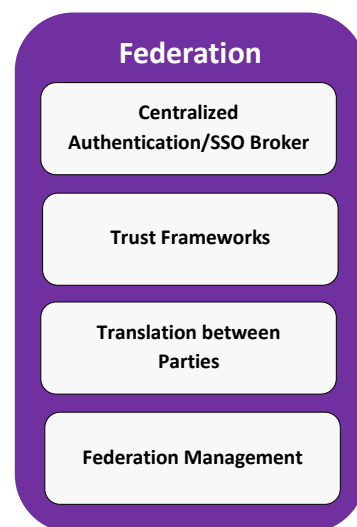 Federation
Centralized
Authentication/SSO Broker
Trust Frameworks
Translation between
Parties
Federation Management